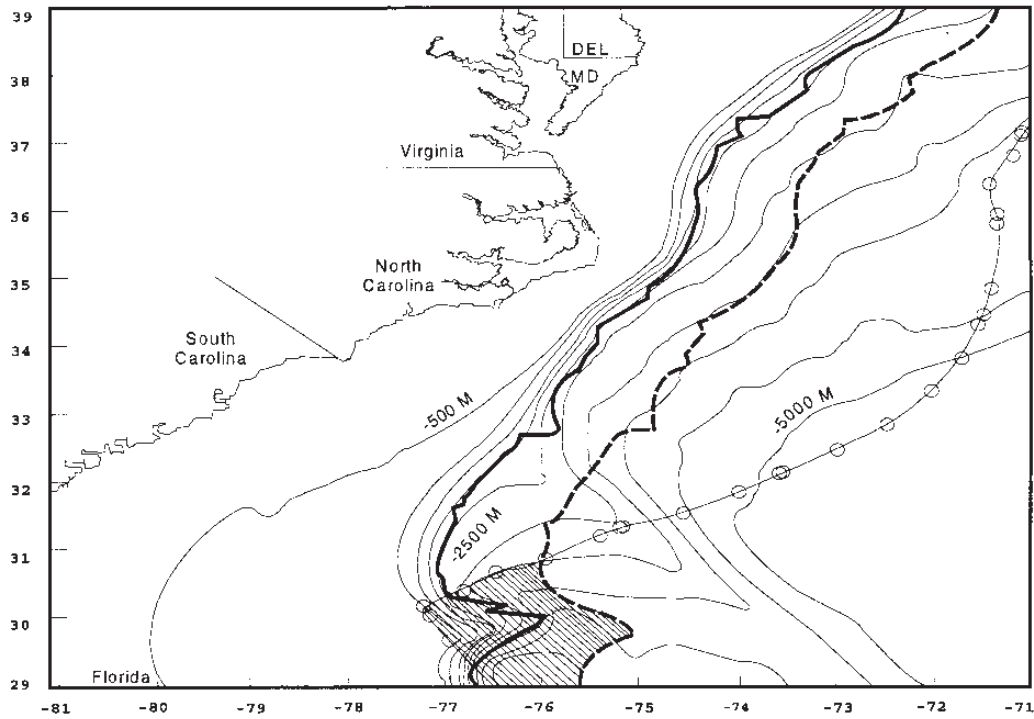 39
38
37
36
35
34
33
32
31
30
29
DEL
MD
Virginia
North
Carolina
South
Carolina
-500 M
-5000 M
-2500 M
Florida
-81 -80 -79 -78 -77 -76 -75 -74 -73 -72 -71